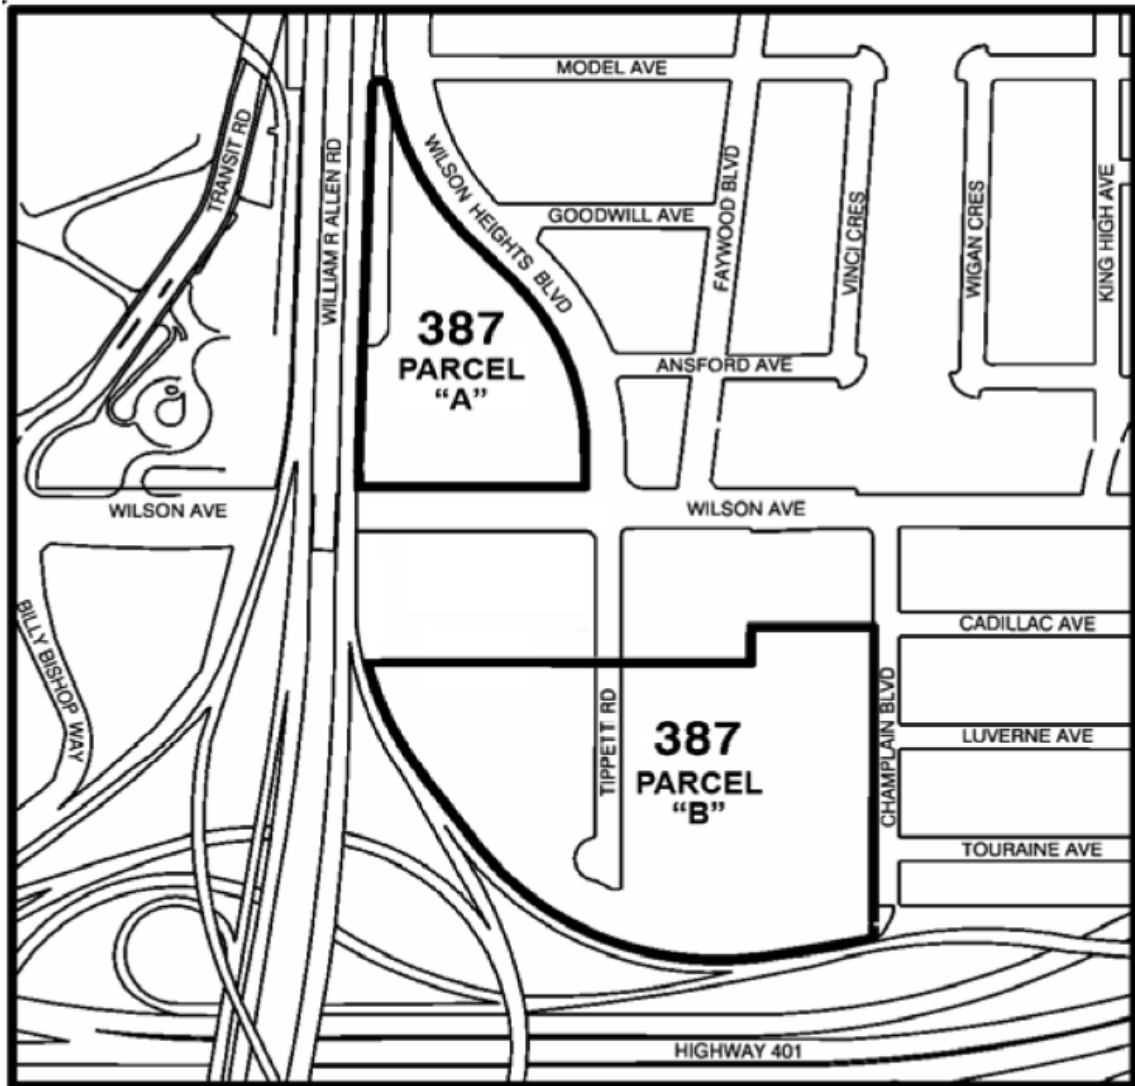 MODEL AVE
TRANSIT RD
WILLIAM R ALLEN RD
WILSON HEIGHTS BLVD
FAYWOOD BLVD
VINCI CRES
WIGAN CRES
KING HIGH AVE
GOODWILL AVE
387
PARCEL
“A”
ANSFORD AVE
WILSON AVE
WILSON AVE
BILLY BISHOP WAY
CADILLAC AVE
TIPPETT RD
387
PARCEL
“B”
CHAMPLAIN BLVD
LUVERNE AVE
TOURAINE AVE
HIGHWAY 401